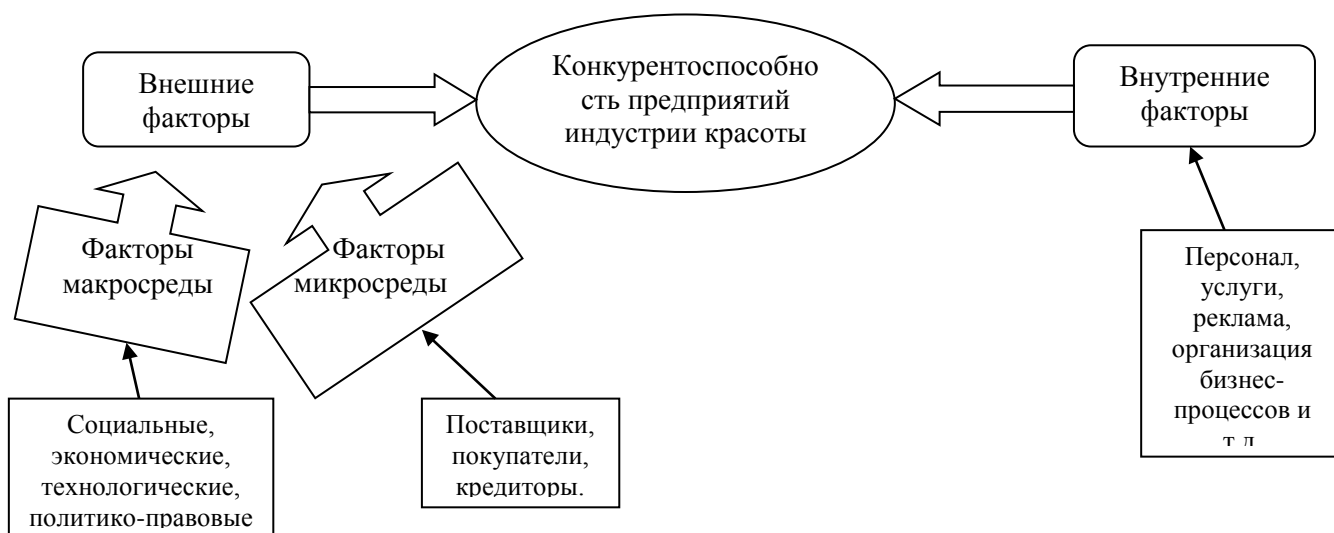 Внешние
факторы
Конкурентоспособно
сть предприятий
индустрии красоты
Внутренние
факторы
Факторы
макросреды
Факторы
микросреды
Персонал,
услуги,
реклама,
организация
бизнес-
процессов и
т.д
Социальные,
экономические,
технологические,
политико-правовые
Поставщики,
покупатели,
кредиторы.